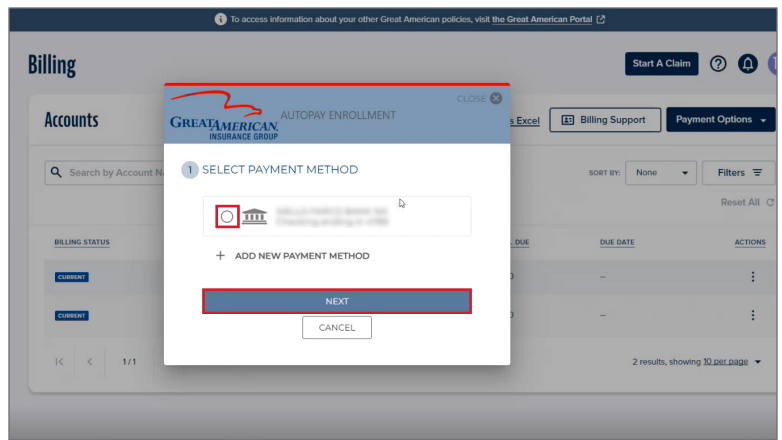 To access information about your other Great American policies, visit the Great American Portal
Billing
Start A Claim
Accounts
s Excel
Billing Support
Payment Options
Search by Account Na
SORT BY:
None
Filters
Reset All
BILLING STATUS
L DUE
DUE DATE
ACTIONS
CURRENT
–
CURRENT
–
1/1
2 results, showing 10 per page
CLOSE
GREATAMERICAN.
INSURANCE GROUP
AUTOPAY ENROLLMENT
1 SELECT PAYMENT METHOD
+ ADD NEW PAYMENT METHOD
NEXT
CANCEL